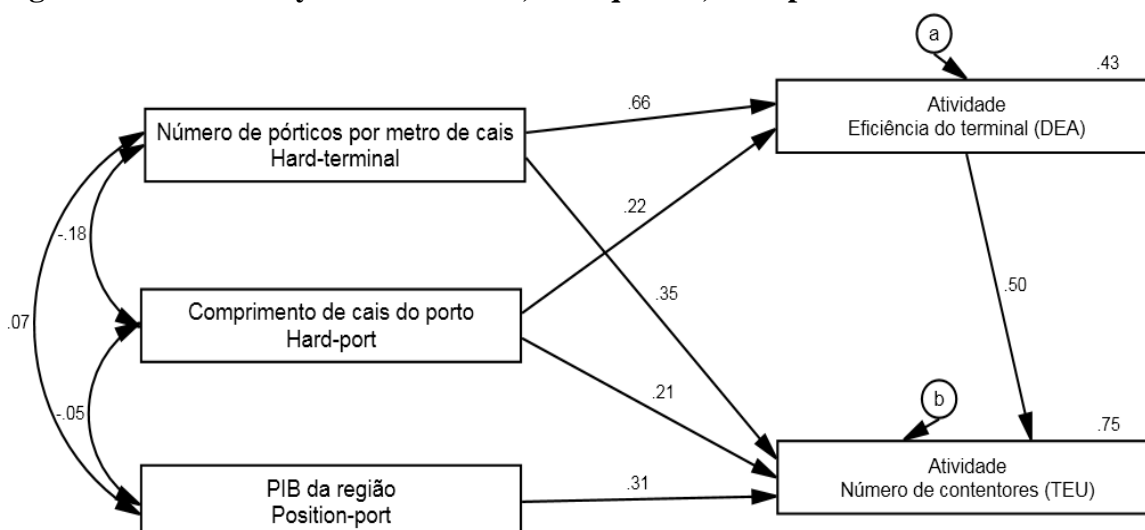 a
.43
Número de pórticos por metro de cais
Hard-terminal
.66
Atividade
Eficiência do terminal (DEA)
.22
-.18
.35
.50
.07
Comprimento de cais do porto
Hard-port
-.05
.21
b
.75
PIB da região
Position-port
.31
Atividade
Número de contentores (TEU)